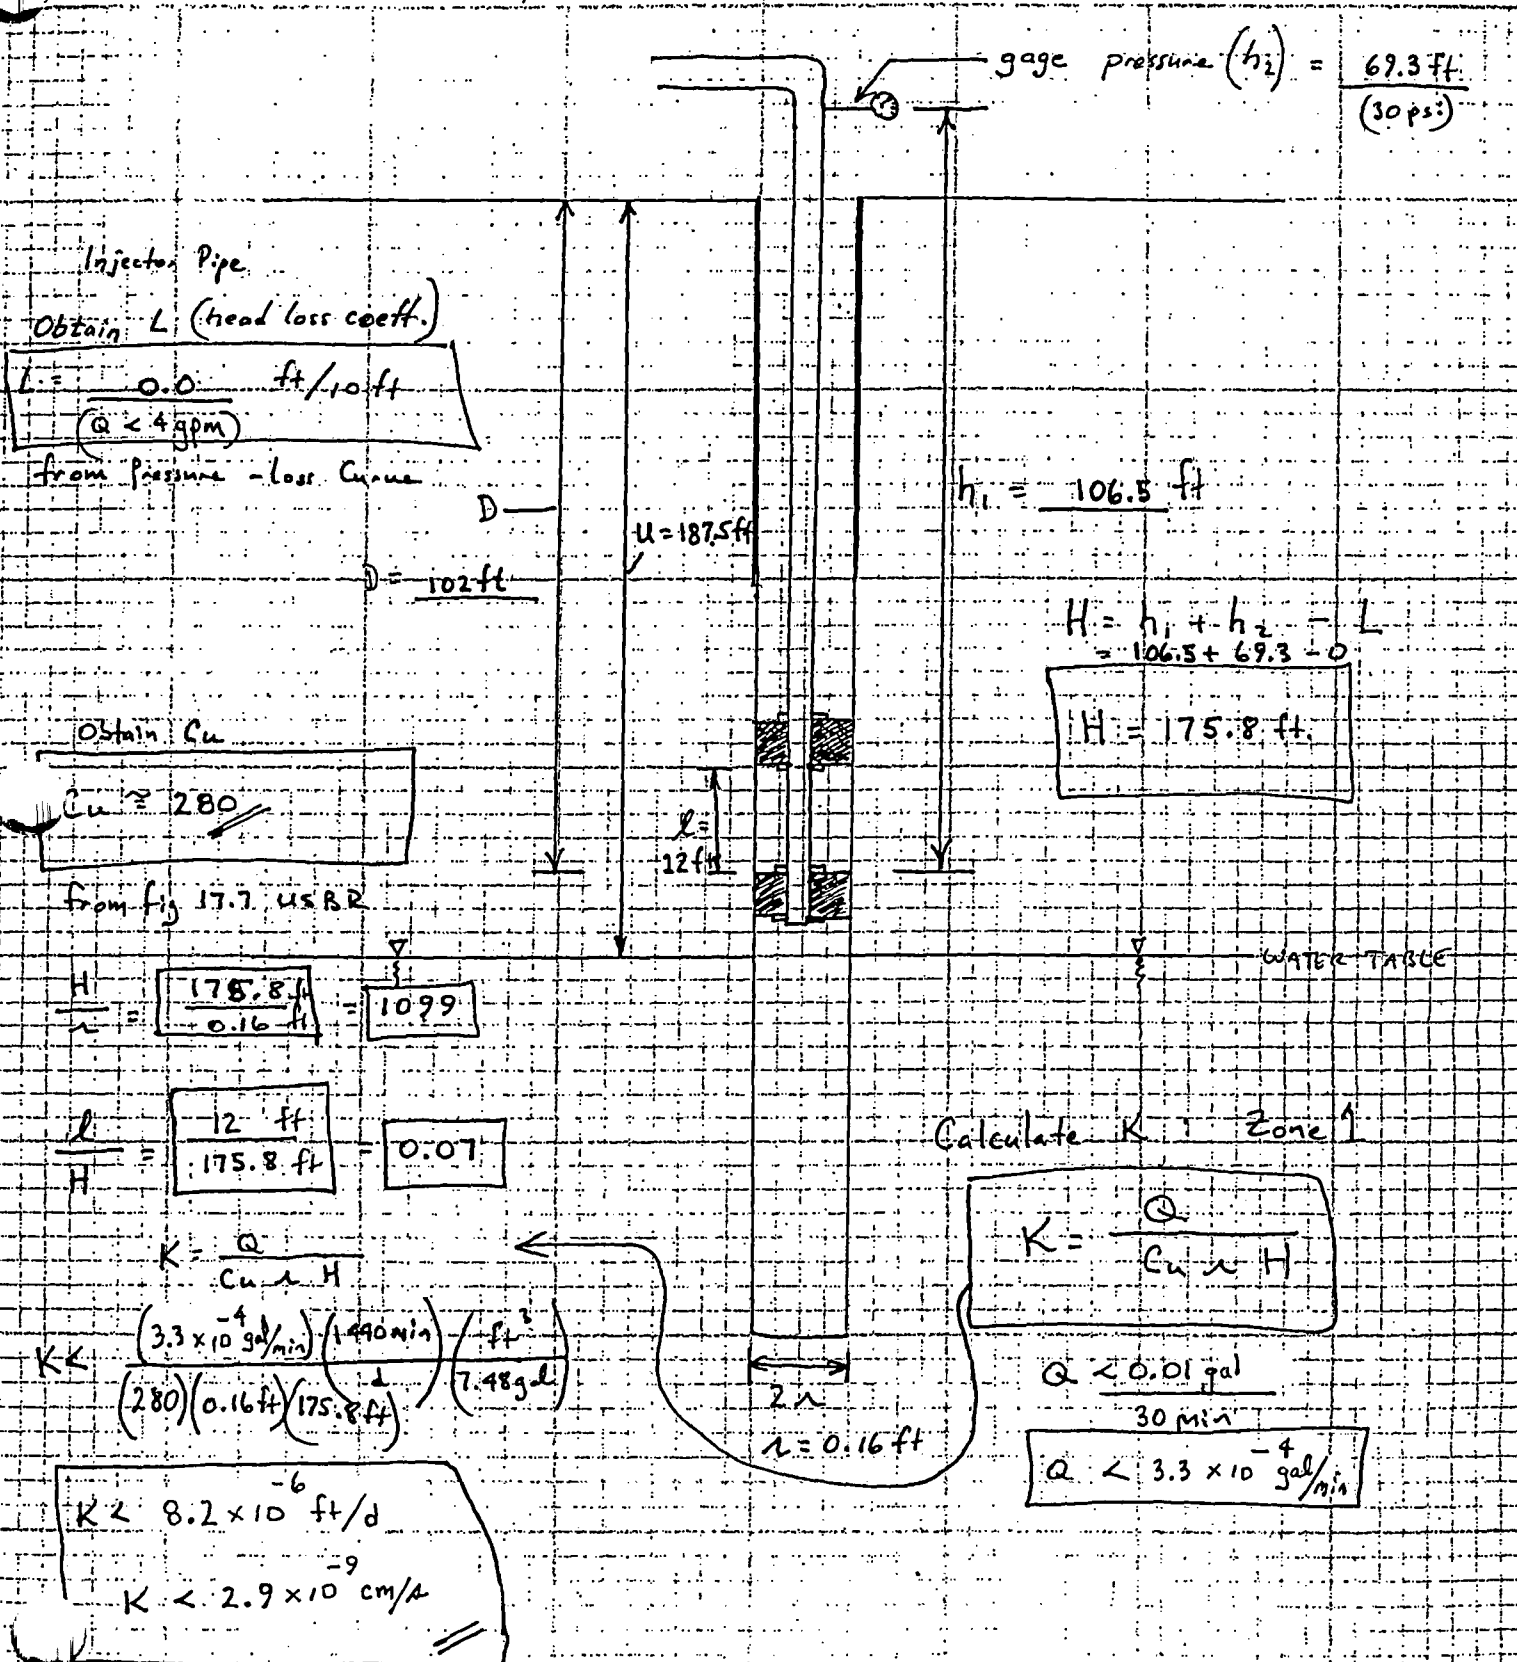 gage pressure (h₂) = 69.3 ft
(30 psi)
Injector Pipe
Obtain L (head loss coeff.)
L = 0.0 ft/10 ft
(Q < 4 gpm)
from Pressure-loss Curve
D
U = 187.5 ft
D = 102 ft
h₁ = 106.5 ft
H = h₁ + h₂ - L
= 106.5 + 69.3 - 0
H = 175.8 ft.
Obtain Cu
Cu ≅ 280
l =
12 ft
from fig 17.7 USBR
WATER TABLE
H/r = 175.8 ft / 0.16 ft = 1099
l/H = 12 ft / 175.8 ft = 0.07
Calculate K : Zone 1
K = Q / Cu r H
K = Q / Cu r H
K < (3.3 x 10⁻⁴ gal/min) (1440 min / d) (ft³ / 7.48 gal)
(280) (0.16 ft) (175.8 ft)
2r
r = 0.16 ft
Q < 0.01 gal
30 min
Q < 3.3 x 10⁻⁴ gal/min
K < 8.2 x 10⁻⁶ ft/d
K < 2.9 x 10⁻⁹ cm/s